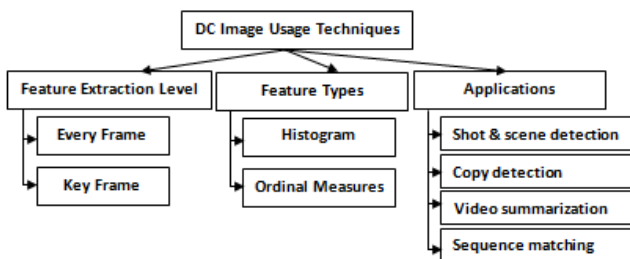 DC Image Usage Techniques
Feature Extraction Level
Every Frame
Key Frame
Feature Types
Histogram
Ordinal Measures
Applications
Shot & scene detection
Copy detection
Video summarization
Sequence matching